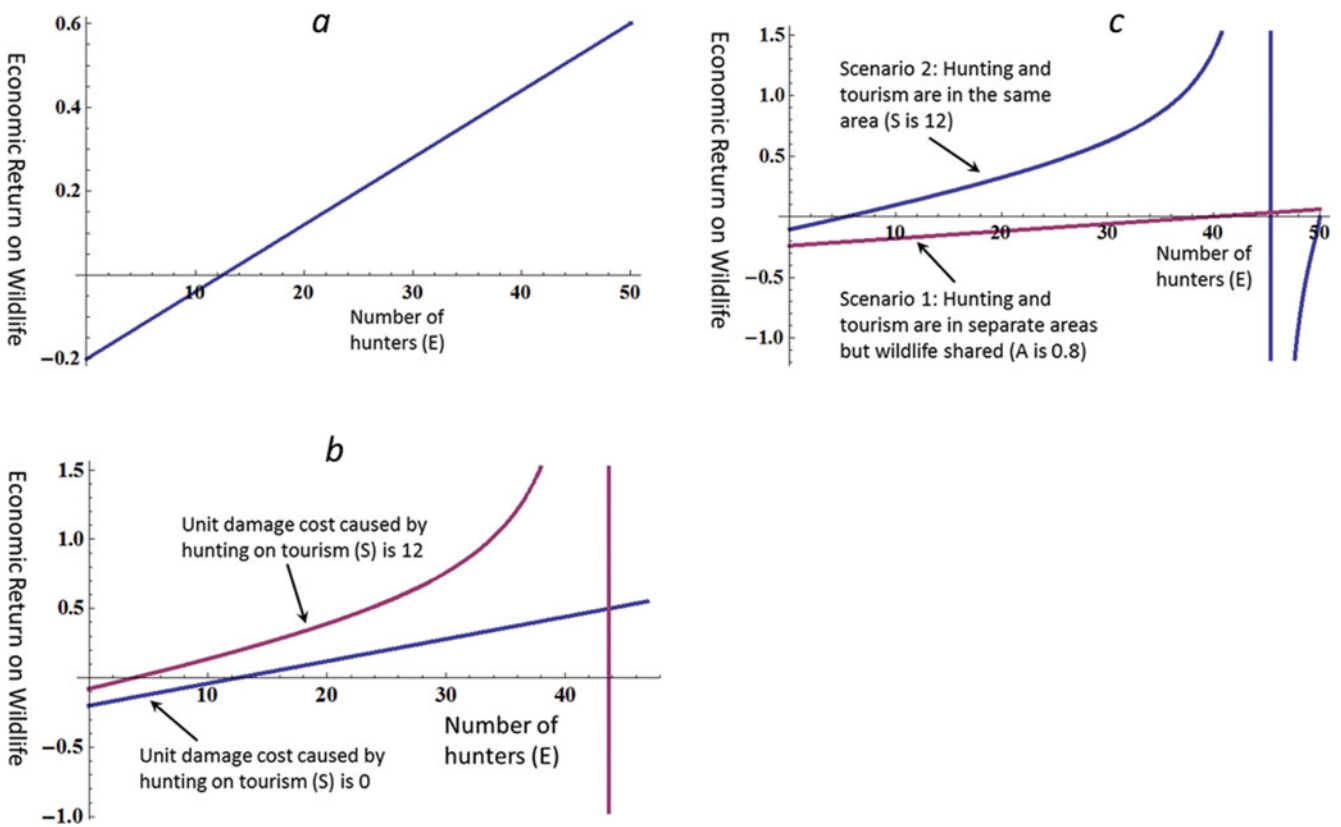 a
Economic Return on Wildlife
0.6
0.4
0.2
−0.2
10
20
30
40
50
Number of
hunters (E)
c
Economic Return on Wildlife
1.5
1.0
0.5
−0.5
−1.0
10
20
30
40
50
Scenario 2: Hunting and
tourism are in the same
area (S is 12)
Number of
hunters (E)
Scenario 1: Hunting and
tourism are in separate areas
but wildlife shared (A is 0.8)
b
Economic Return on Wildlife
1.5
1.0
0.5
−0.5
−1.0
10
20
30
40
Unit damage cost caused by
hunting on tourism (S) is 12
Number of
hunters (E)
Unit damage cost caused by
hunting on tourism (S) is 0